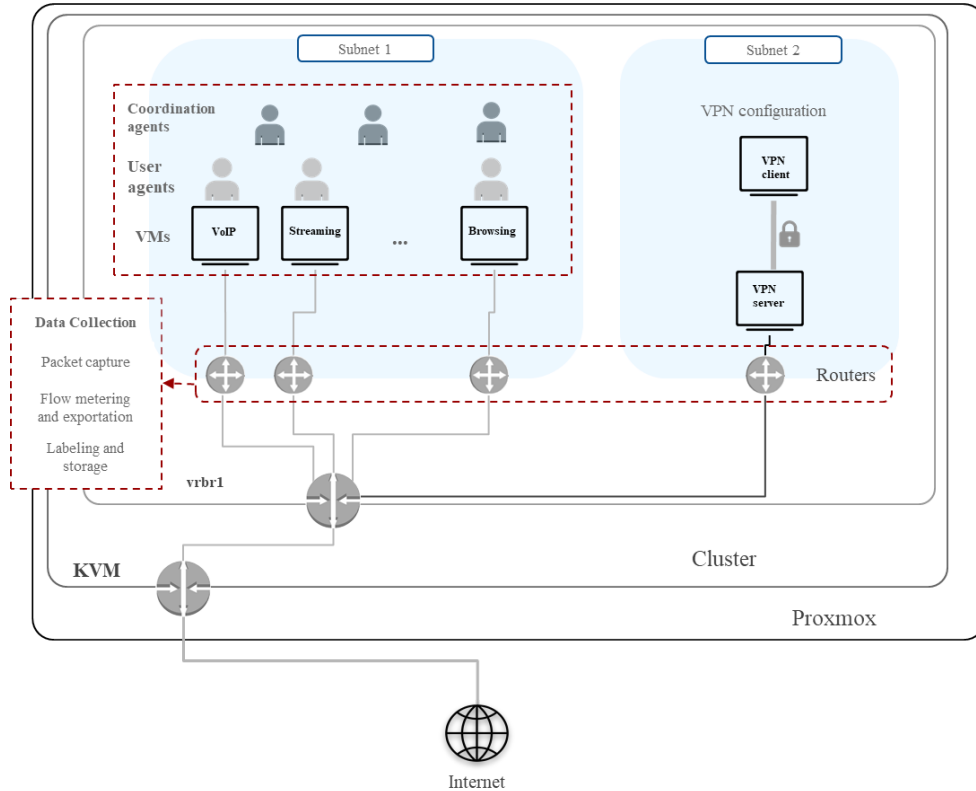 Subnet 1
Subnet 2
Coordination
agents
VPN configuration
User
agents
VPN
client
VMs
VoIP
Streaming
...
Browsing
VPN
server
Data Collection
Packet capture
Flow metering
and exportation
Labeling and
storage
Routers
vrbr1
Cluster
KVM
Proxmox
Internet